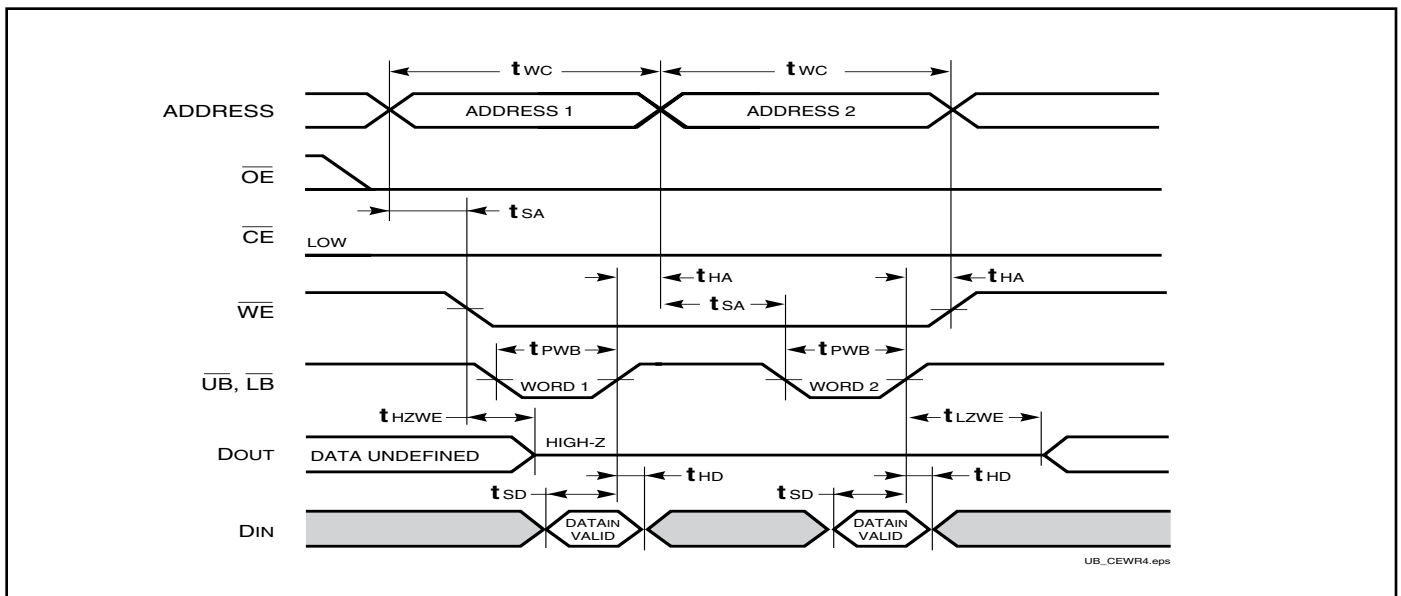 tWC tWC
ADDRESS ADDRESS 1 ADDRESS 2
OE
tSA
CE LOW
tHA tHA
tSA
WE
tPWB tPWB
UB, LB WORD 1 WORD 2
tHZWE tLZWE
DOUT DATA UNDEFINED HIGH-Z
tHD tHD
tSD tSD
DIN DATAIN VALID DATAIN VALID
UB_CEWR4.eps